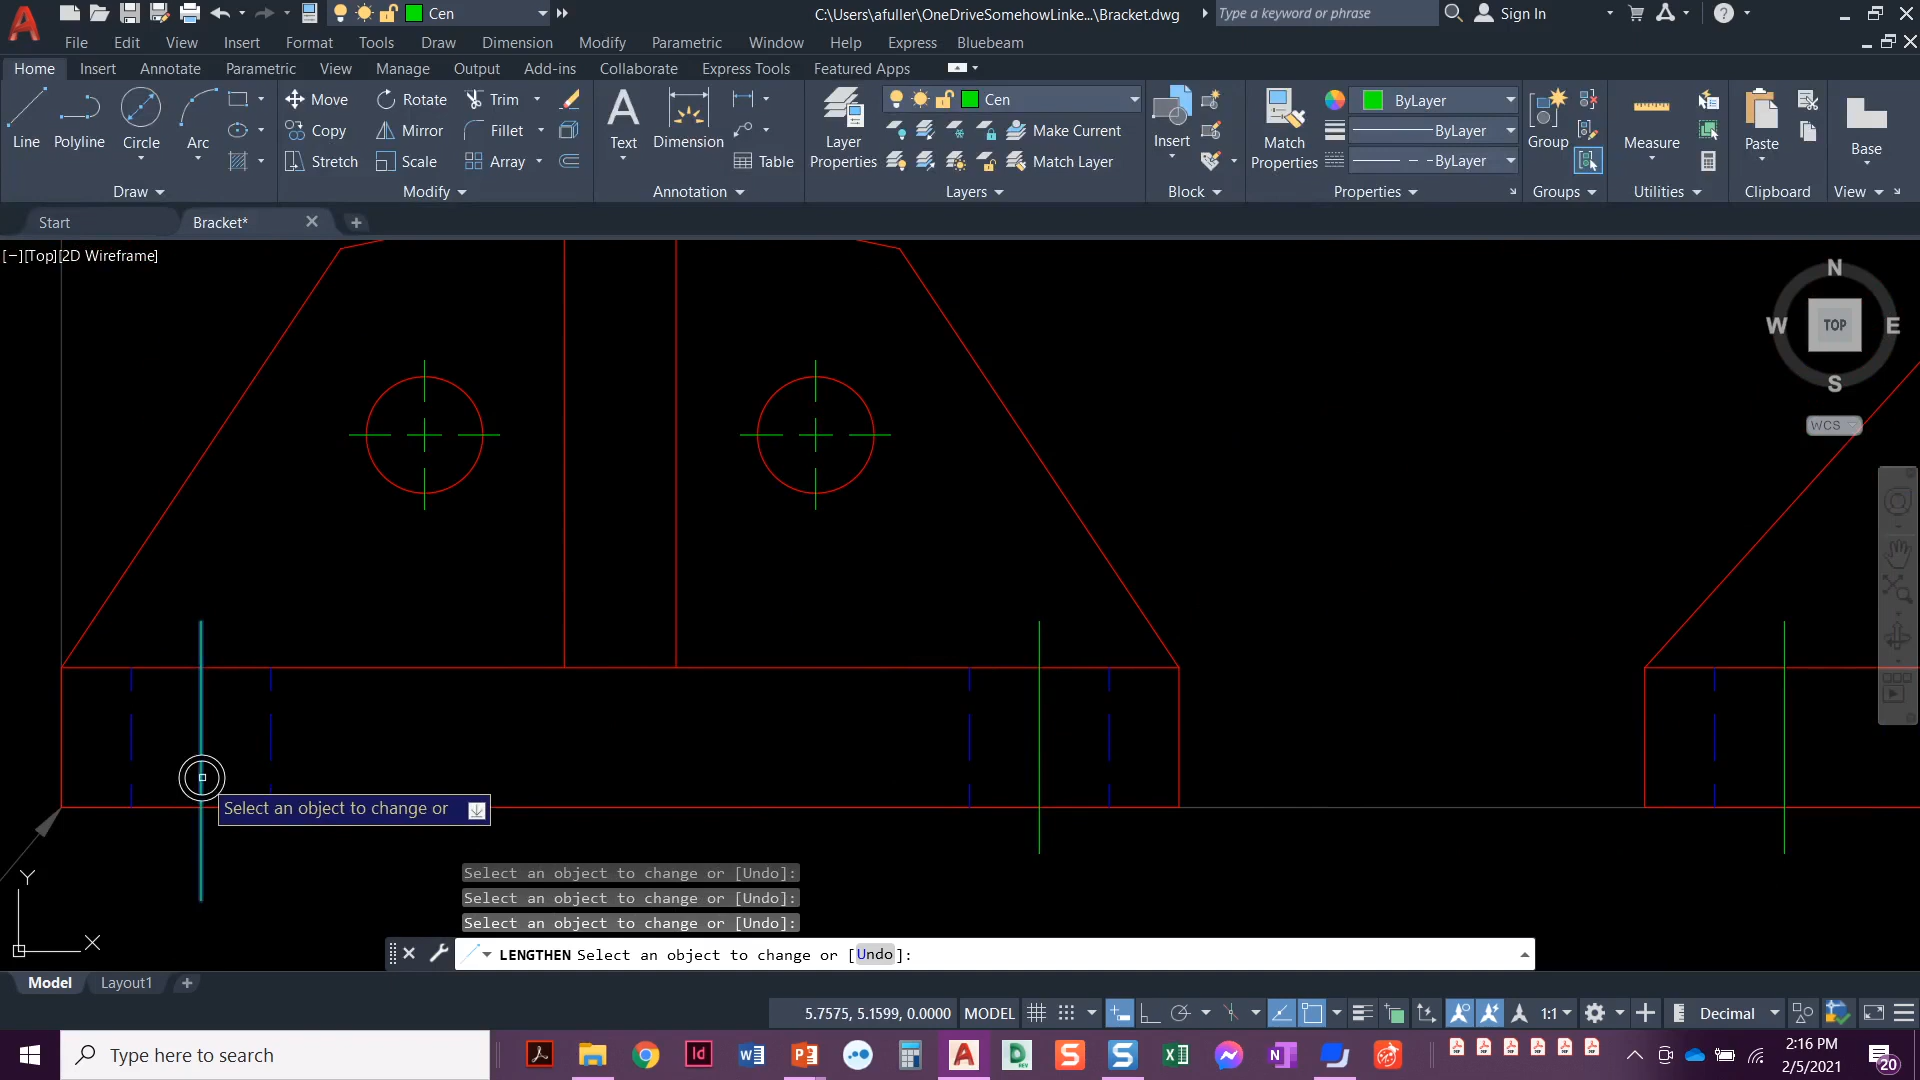 Cen
C:\Users\afuller\OneDriveSomehowLinke...\Bracket.dwg
Type a keyword or phrase
Sign In
File Edit View Insert Format Tools Draw Dimension Modify Parametric Window Help Express Bluebeam
Home Insert Annotate Parametric View Manage Output Add-ins Collaborate Express Tools Featured Apps
Move Rotate Trim Cen ByLayer
Copy Mirror Fillet Make Current ByLayer
Line Polyline Circle Arc Text Dimension Layer Properties Insert Match Properties Group Measure Paste Base
Stretch Scale Array Table Match Layer ByLayer
Draw Modify Annotation Layers Block Properties Groups Utilities Clipboard View
Start Bracket*
[−][Top][2D Wireframe]
N
W TOP E
S
WCS
Select an object to change or
Y
X
Select an object to change or [Undo]:
Select an object to change or [Undo]:
Select an object to change or [Undo]:
LENGTHEN Select an object to change or [Undo]:
Model Layout1
5.7575, 5.1599, 0.0000 MODEL 1:1 Decimal
Type here to search
2:16 PM
2/5/2021
20